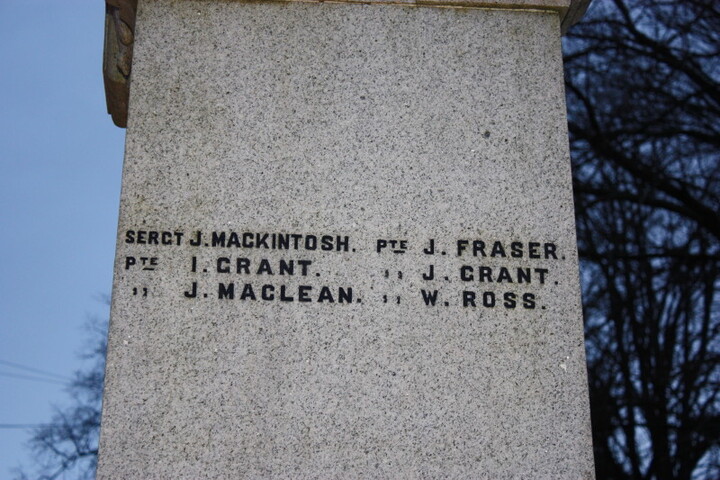 SERGT J. MACKINTOSH. PTE J. FRASER.
PTE I. GRANT. ,, J. GRANT.
,, J. MACLEAN. ,, W. ROSS.